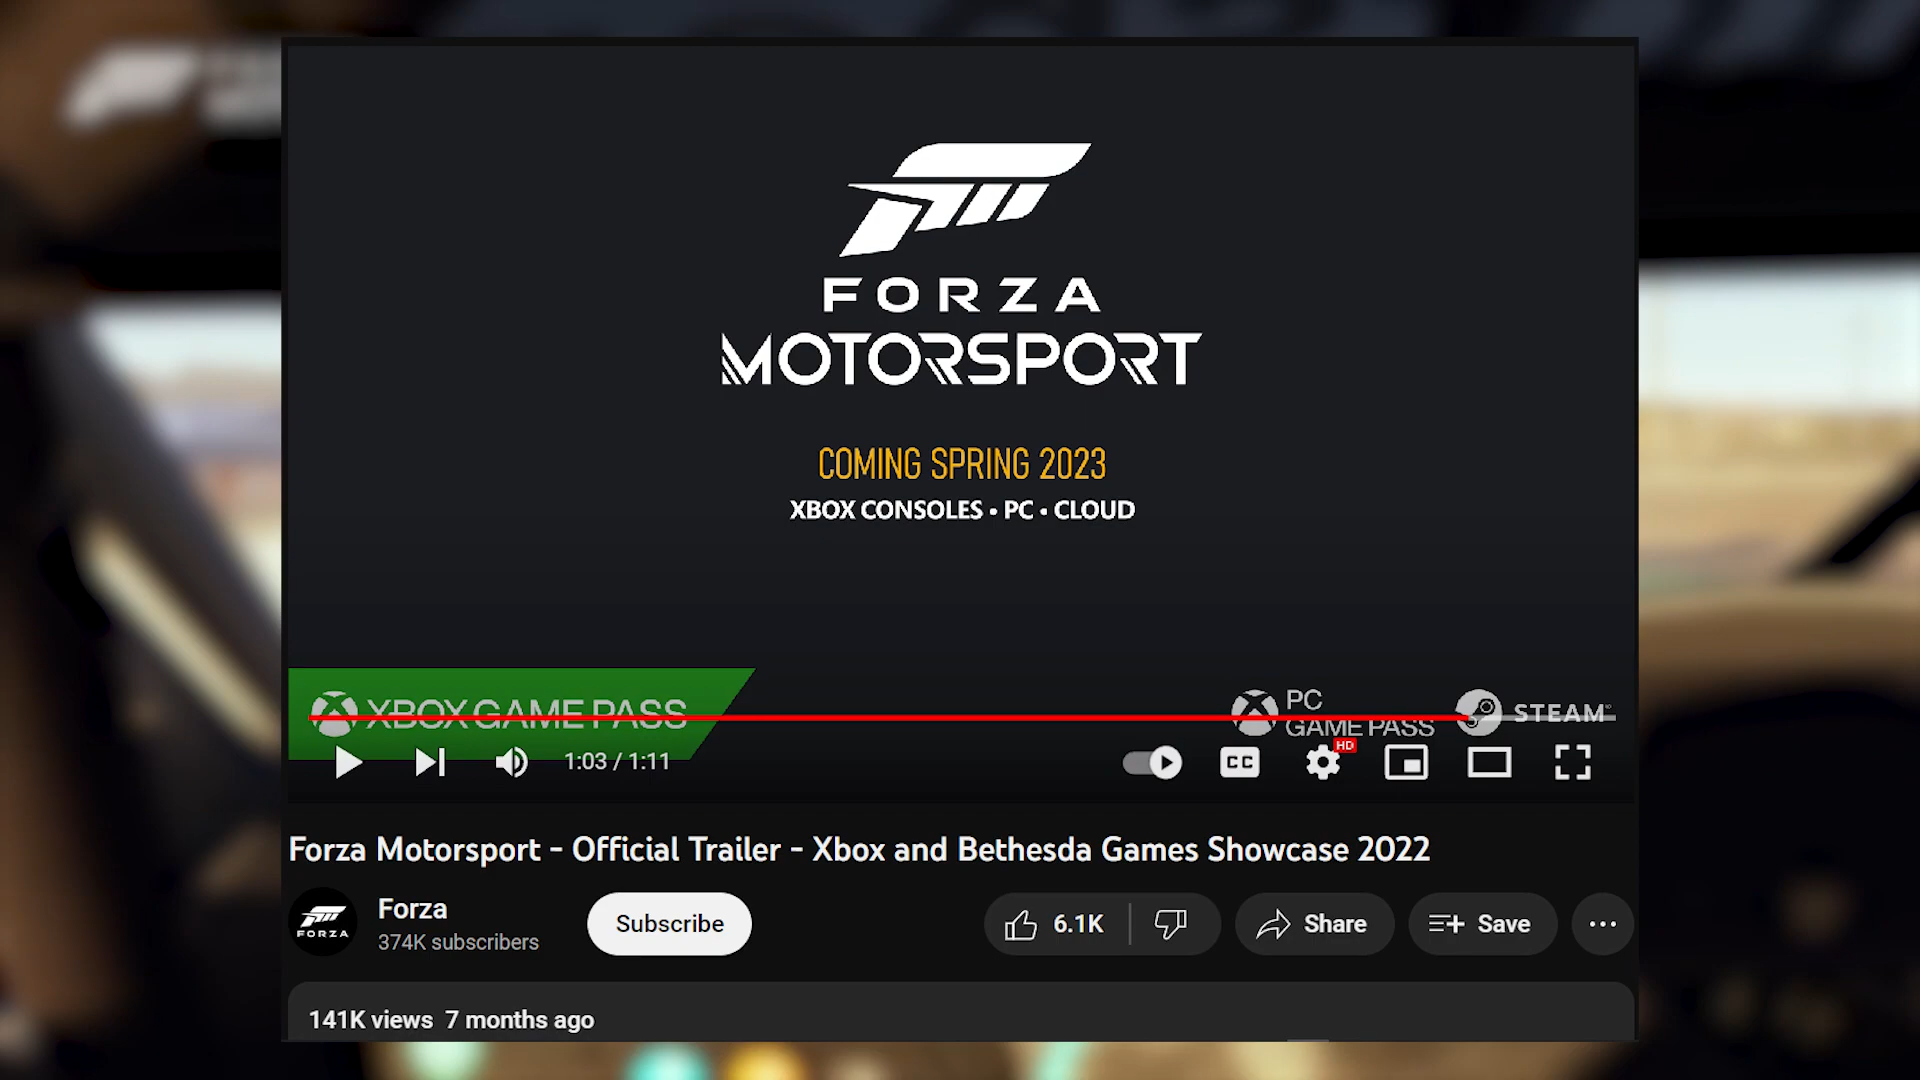 FORZA
MOTORSPORT
COMING SPRING 2023
XBOX CONSOLES • PC • CLOUD
XBOX GAME PASS
PC
GAME PASS
STEAM
1:03 / 1:11
CC
HD
Forza Motorsport - Official Trailer - Xbox and Bethesda Games Showcase 2022
FORZA
Forza
374K subscribers
Subscribe
6.1K
Share
Save
141K views 7 months ago